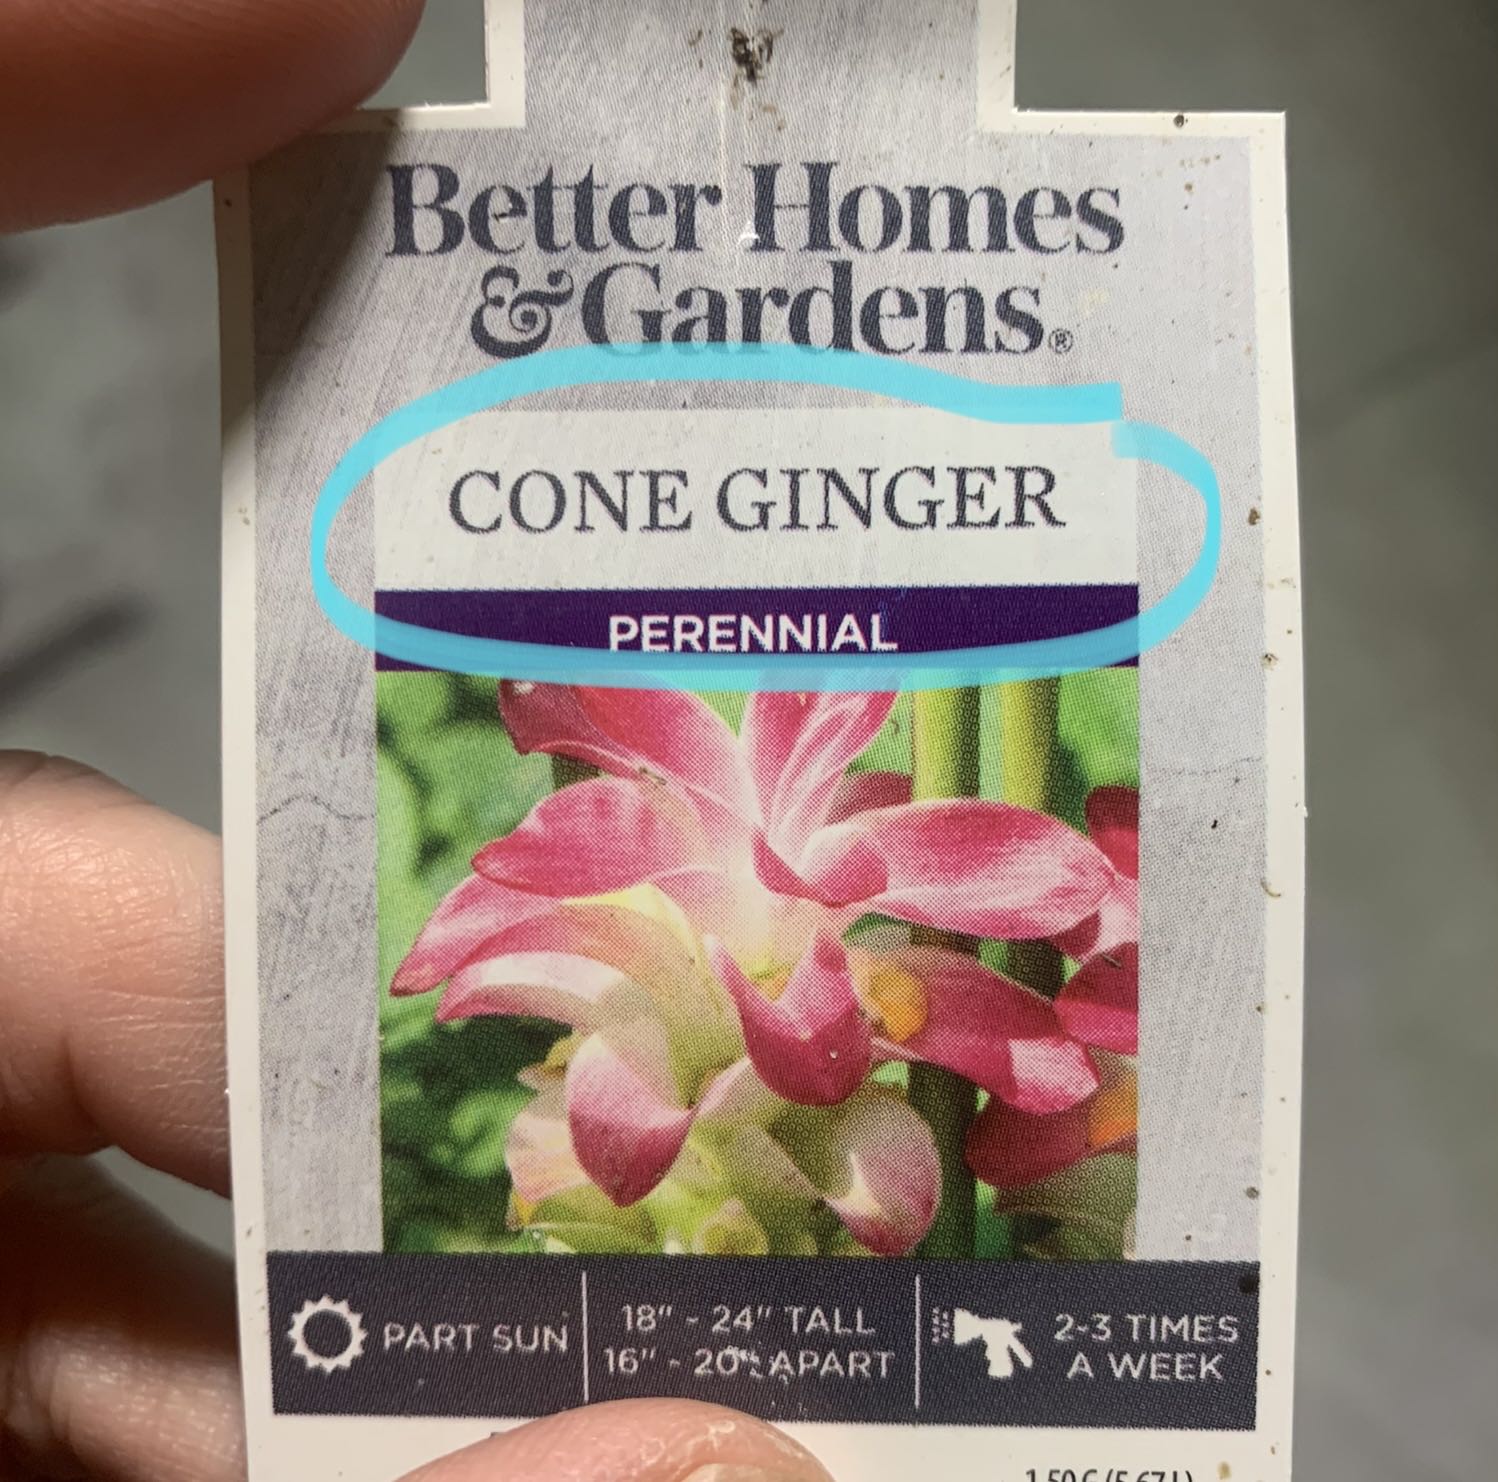 Better Homes
& Gardens®
CONE GINGER
PERENNIAL
PART SUN
18" - 24" TALL
16" - 20" APART
2-3 TIMES
A WEEK